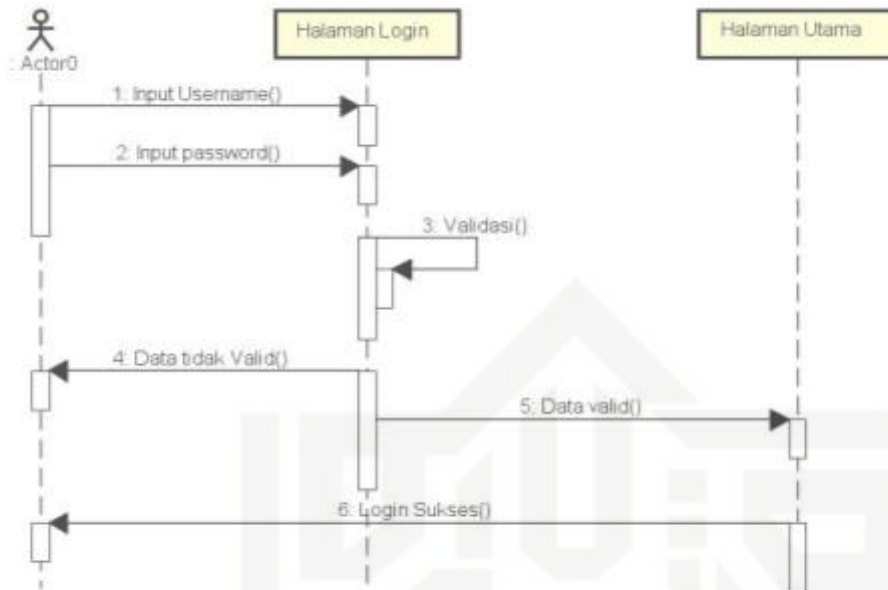 Halaman Login
Halaman Utama
: Actor0
1: Input Username()
2: Input password()
3: Validasi()
4: Data tidak Valid()
5: Data valid()
6: Login Sukses()